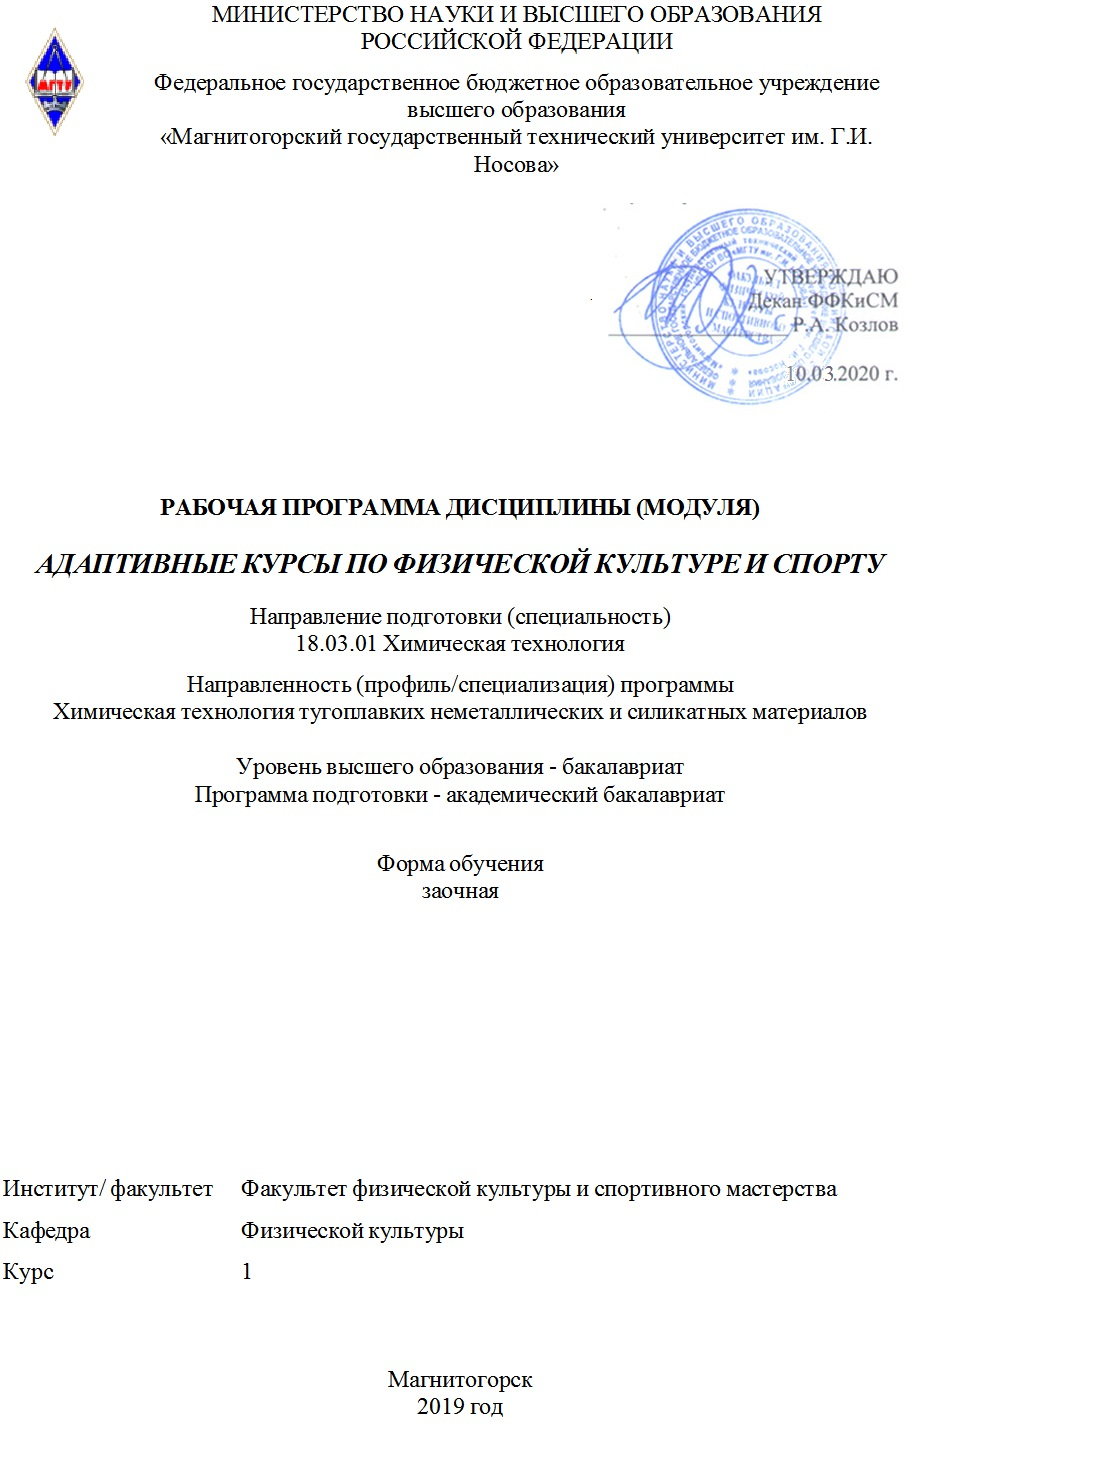 МИНИСТЕРСТВО НАУКИ И ВЫСШЕГО ОБРАЗОВАНИЯ
РОССИЙСКОЙ ФЕДЕРАЦИИ
МГТУ
Федеральное государственное бюджетное образовательное учреждение
высшего образования
«Магнитогорский государственный технический университет им. Г.И.
Носова»
УТВЕРЖДАЮ
Декан ФФКиСМ
Р.А. Козлов
10.03.2020 г.
РАБОЧАЯ ПРОГРАММА ДИСЦИПЛИНЫ (МОДУЛЯ)
АДАПТИВНЫЕ КУРСЫ ПО ФИЗИЧЕСКОЙ КУЛЬТУРЕ И СПОРТУ
Направление подготовки (специальность)
18.03.01 Химическая технология
Направленность (профиль/специализация) программы
Химическая технология тугоплавких неметаллических и силикатных материалов
Уровень высшего образования - бакалавриат
Программа подготовки - академический бакалавриат
Форма обучения
заочная
Институт/ факультет Факультет физической культуры и спортивного мастерства
Кафедра Физической культуры
Курс 1
Магнитогорск
2019 год